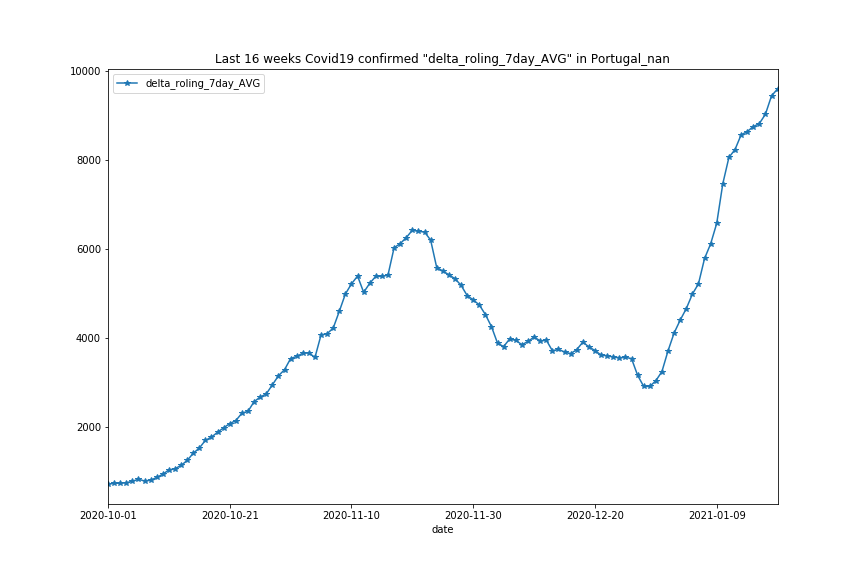 Last 16 weeks Covid19 confirmed "delta_roling_7day_AVG" in Portugal_nan
delta_roling_7day_AVG
10000
8000
6000
4000
2000
2020-10-01 2020-10-21 2020-11-10 2020-11-30 2020-12-20 2021-01-09
date